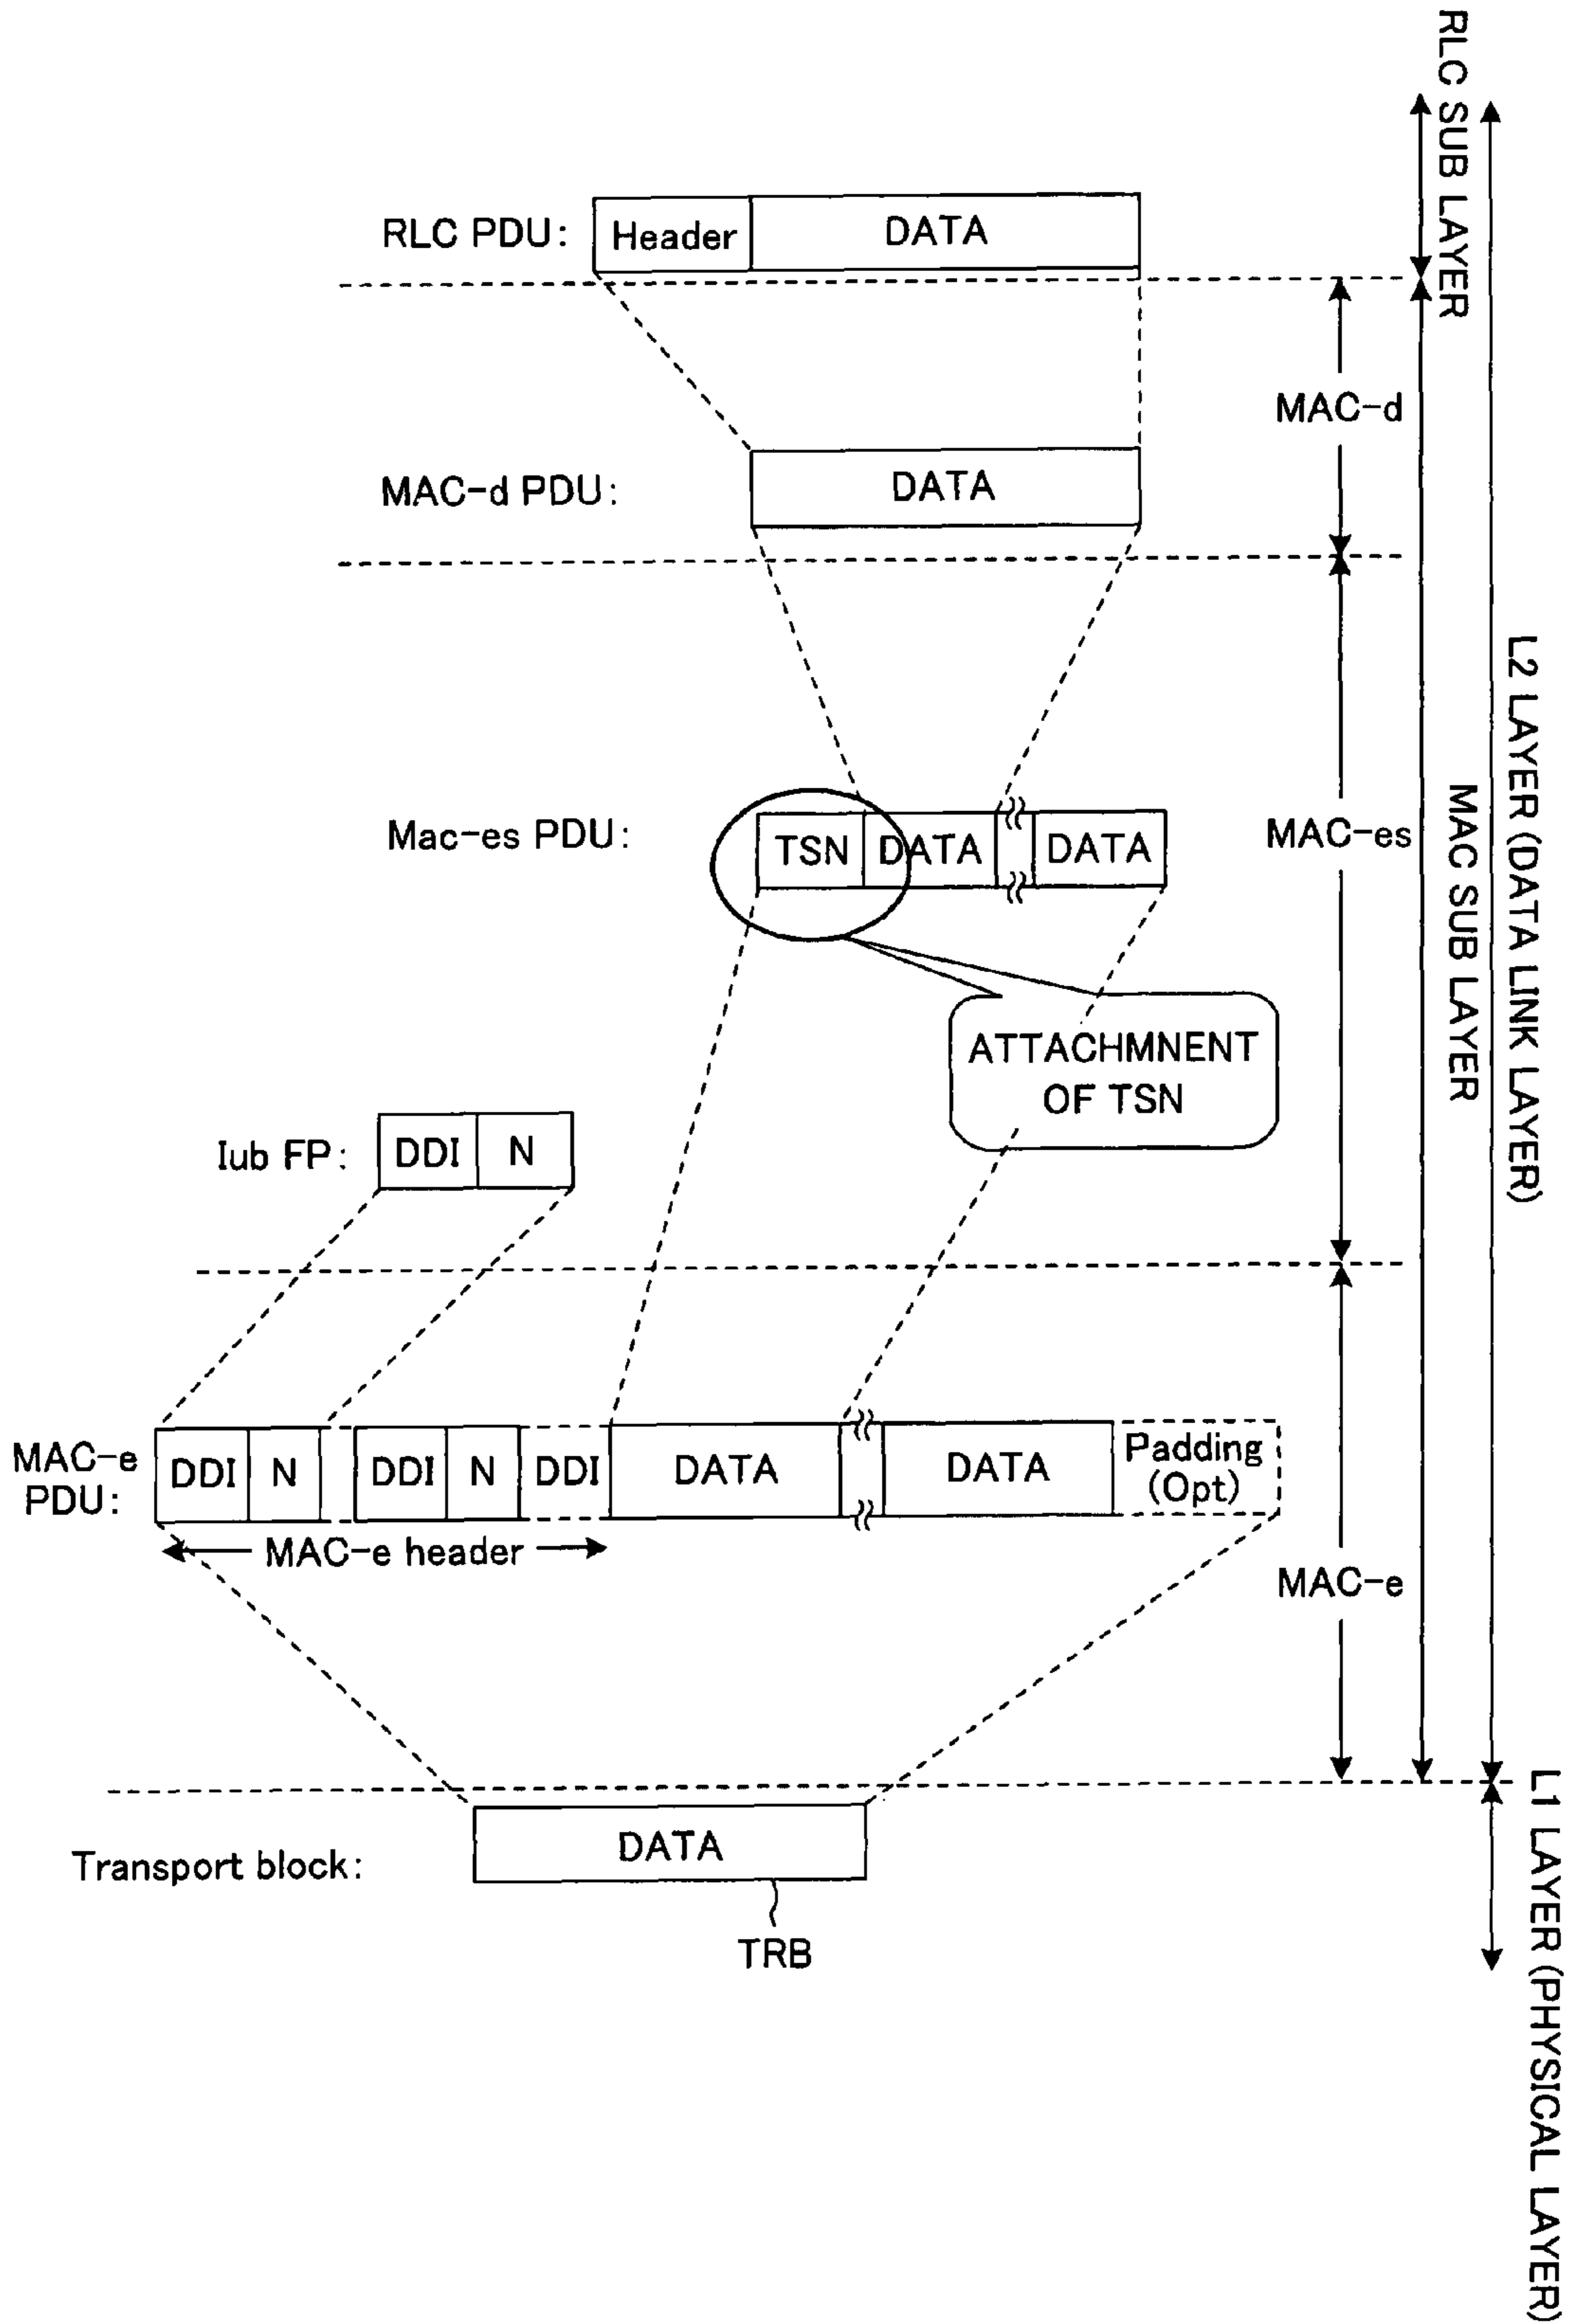 RLC SUB LAYER
RLC PDU:
Header
DATA
MAC-d
MAC-d PDU:
DATA
L2 LAYER (DATA LINK LAYER)
MAC SUB LAYER
Mac-es PDU:
TSN
DATA
DATA
MAC-es
ATTACHMNENT
OF TSN
Iub FP:
DDI
N
MAC-e
PDU:
DDI
N
DDI
N
DDI
DATA
DATA
Padding
(Opt)
MAC-e header
MAC-e
Transport block:
DATA
TRB
L1 LAYER (PHYSICAL LAYER)